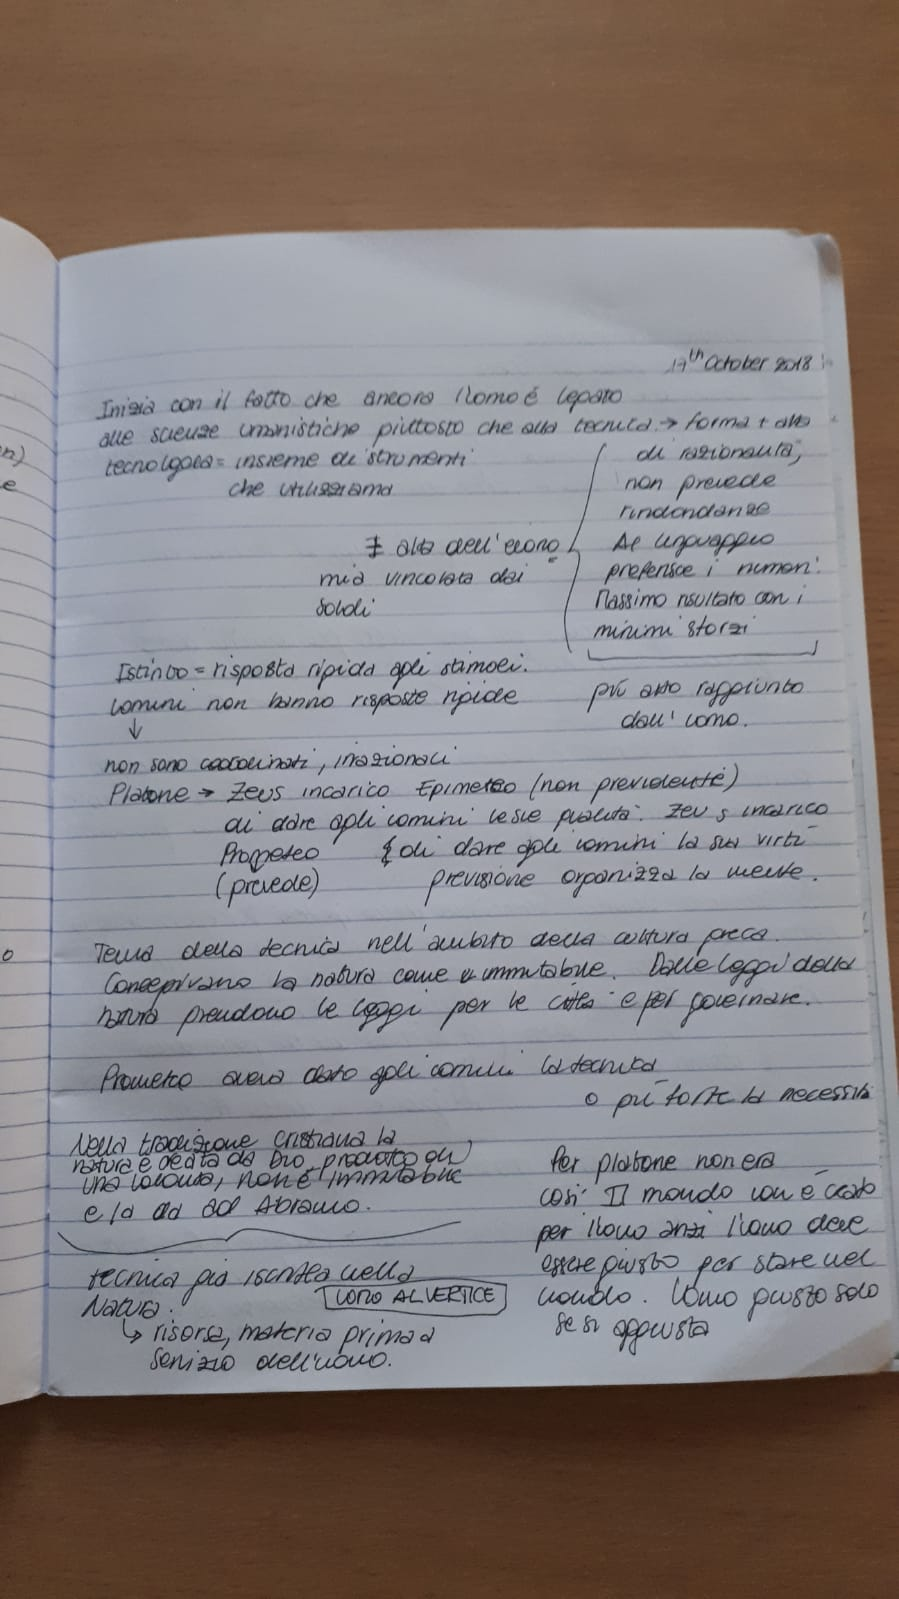 n)
e
o
17th October 2018
Inizia con il fatto che ancora l'uomo é legato
alle scienze umanistiche piuttosto che alla tecnica → forma + alta
tecnologia = insieme di strumenti
che utilizziamo
di razionalità,
non prevede
rindondanze
Al linguaggio
preferisce i numeri.
Massimo risultato con i
minimi sforzi
più alto raggiunto
dall'uomo.
‡ alta dell'econo
mia vincolata dai
soldi
Istinto = risposta rapida agli stimoli.
Uomini non hanno risposte rapide
↓
non sono irrazionali
Platone → Zeus incarico Epimeteo (non previdente)
di dare agli uomini le sue qualità. Zeus incarico
Prometeo di dare agli uomini la sua virtù
(prevede) previsione organizza la mente.
Tema della tecnica nell'ambito della cultura greca.
Concepivano la natura come immutabile. Dalle leggi della
natura prendono le leggi per le città e per governare.
Prometeo aveva dato agli uomini la tecnica
o più forte la necessità
Nella tradizione cristiana la
natura è creata da Dio, prodotto di
una volontà, non è immutabile
e la dà ad Abramo.
tecnica già iscritta nella
Natura.
UOMO AL VERTICE
↳ risorsa, materia prima a
servizio dell'uomo.
Per platone non era
così. Il mondo non è creato
per l'uomo anzi l'uomo deve
essere giusto per stare nel
mondo. Uomo giusto solo
se si aggiusta